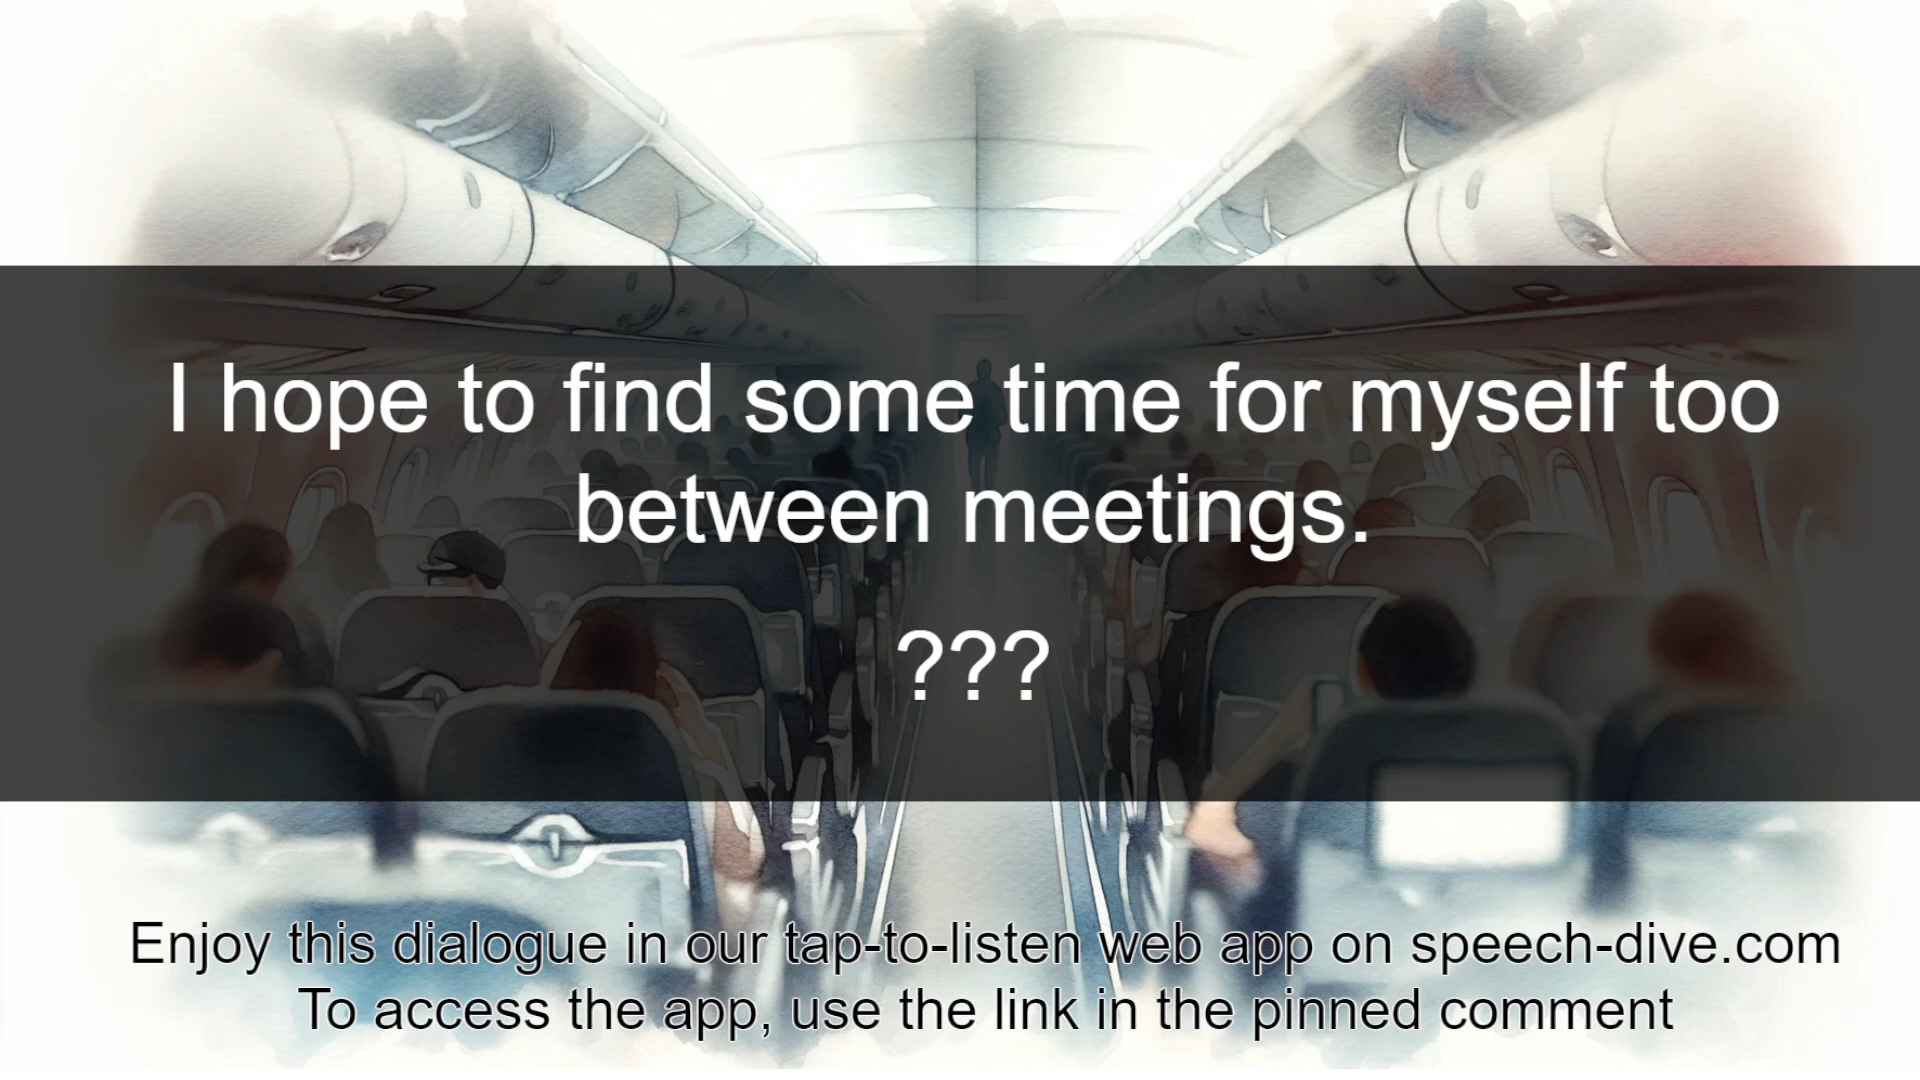 I hope to find some time for myself too
between meetings.
???
Enjoy this dialogue in our tap-to-listen web app on speech-dive.com
To access the app, use the link in the pinned comment